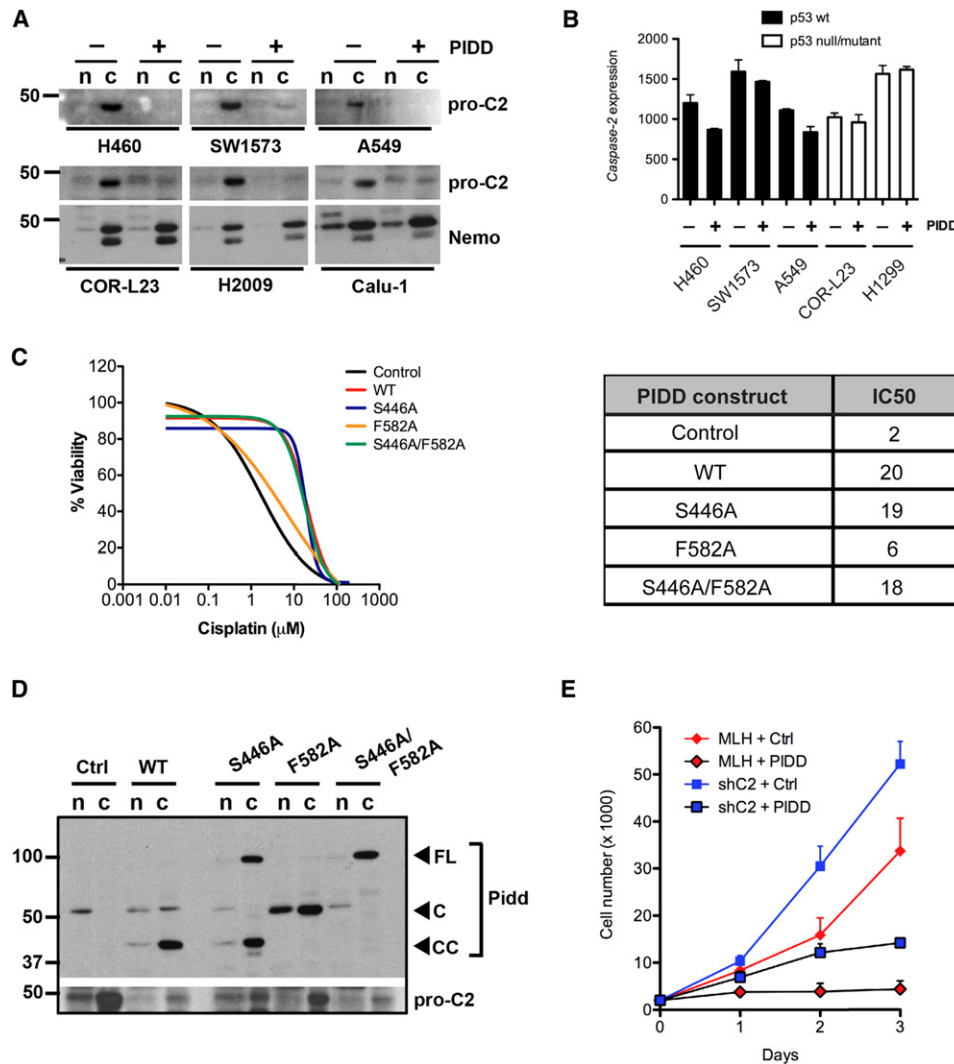 A
– + – + – + PIDD
n c n c n c n c n c n c
50 pro-C2
H460 SW1573 A549
pro-C2
50 Nemo
COR-L23 H2009 Calu-1
B
p53 wt
p53 null/mutant
Caspase-2 expression
2000
1500
1000
500
0
– + – + – + – + – + PIDD
H460 SW1573 A549 COR-L23 H1299
C
Control
WT
S446A
F582A
S446A/F582A
% Viability
120
100
80
60
40
20
0
0.001 0.01 0.1 1 10 100 1000
Cisplatin (μM)
PIDD construct IC50
Control 2
WT 20
S446A 19
F582A 6
S446A/F582A 18
D
Ctrl WT S446A F582A S446A/
F582A
n c n c n c n c n c
100 FL
50 C
37 CC
Pidd
50 pro-C2
E
MLH + Ctrl
MLH + PIDD
shC2 + Ctrl
shC2 + PIDD
Cell number (x 1000)
60
50
40
30
20
10
0
0 1 2 3
Days